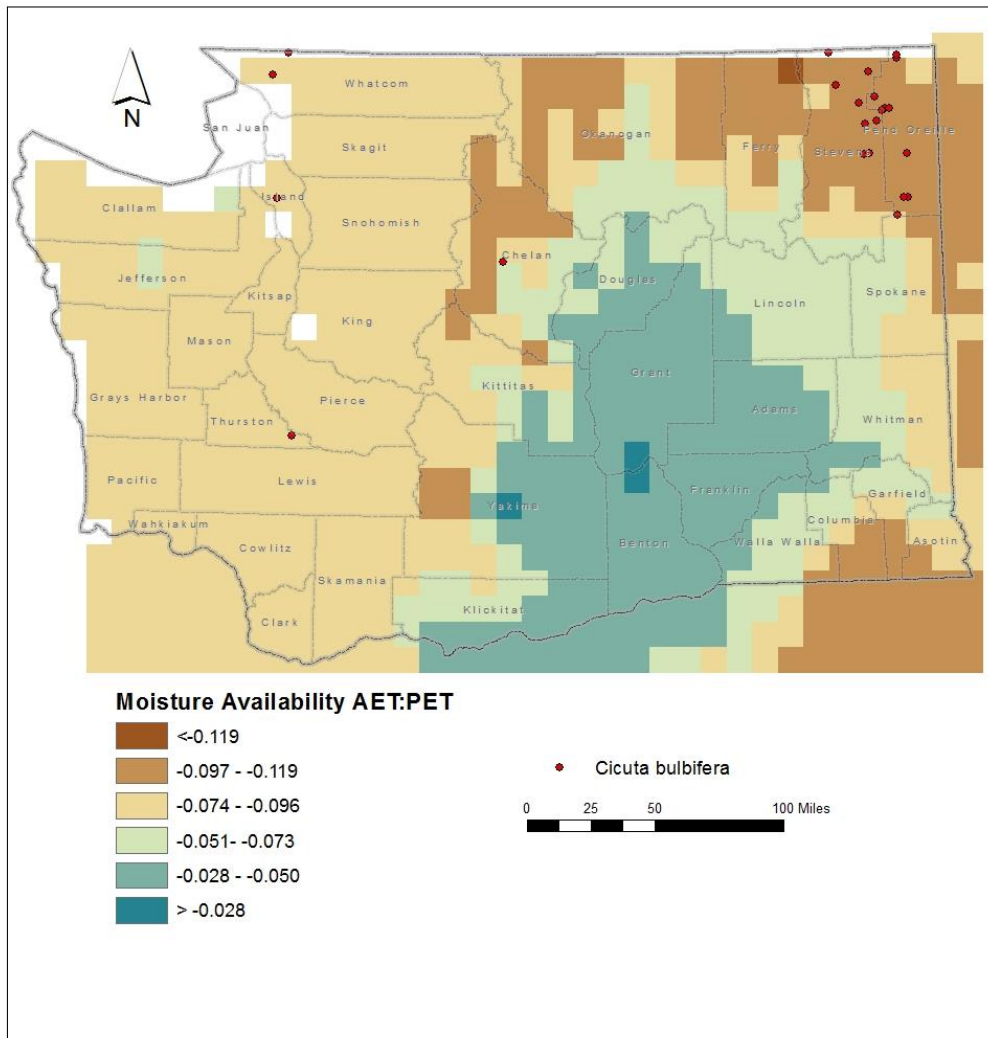 N
Whatcom
San Juan
Skagit
Okanogan
Ferry
Stevens
Pend Oreille
Island
Clallam
Snohomish
Chelan
Jefferson
Douglas
Kitsap
Lincoln
Spokane
King
Mason
Grant
Kittitas
Grays Harbor
Pierce
Adams
Thurston
Whitman
Pacific
Lewis
Franklin
Garfield
Yakima
Columbia
Wahkiakum
Benton
Walla Walla
Asotin
Cowlitz
Skamania
Klickitat
Clark
Moisture Availability AET:PET
<-0.119
-0.097 - -0.119
-0.074 - -0.096
-0.051- -0.073
-0.028 - -0.050
> -0.028
Cicuta bulbifera
0 25 50 100 Miles